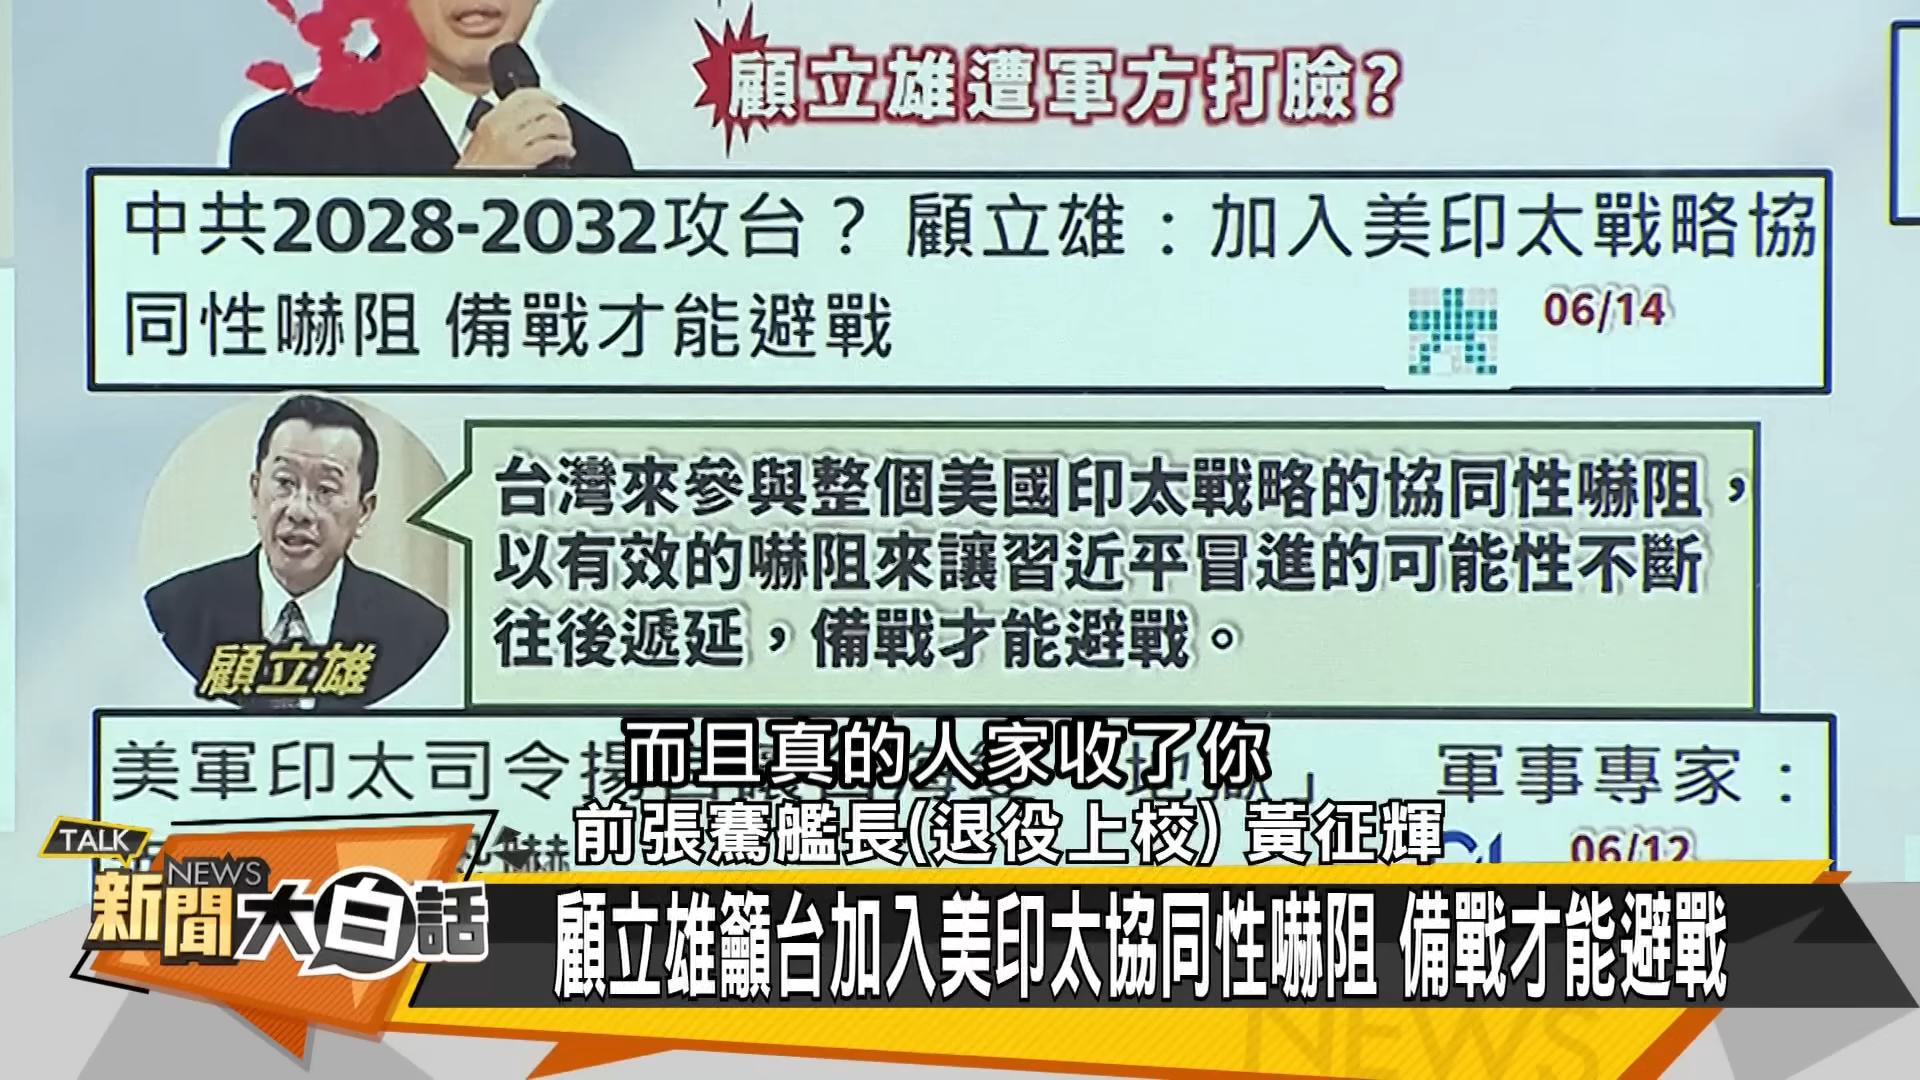 顧立雄遭軍方打臉?
中共2028-2032攻台？ 顧立雄：加入美印太戰略協
同性嚇阻 備戰才能避戰
06/14
台灣來參與整個美國印太戰略的協同性嚇阻，
以有效的嚇阻來讓習近平冒進的可能性不斷
往後遞延，備戰才能避戰。
顧立雄
美軍印太司令揚
軍事專家：
而且真的人家收了你
前張騫艦長(退役上校) 黃征輝
06/12
TALK
NEWS
新聞大白話
顧立雄籲台加入美印太協同性嚇阻 備戰才能避戰
NEWS